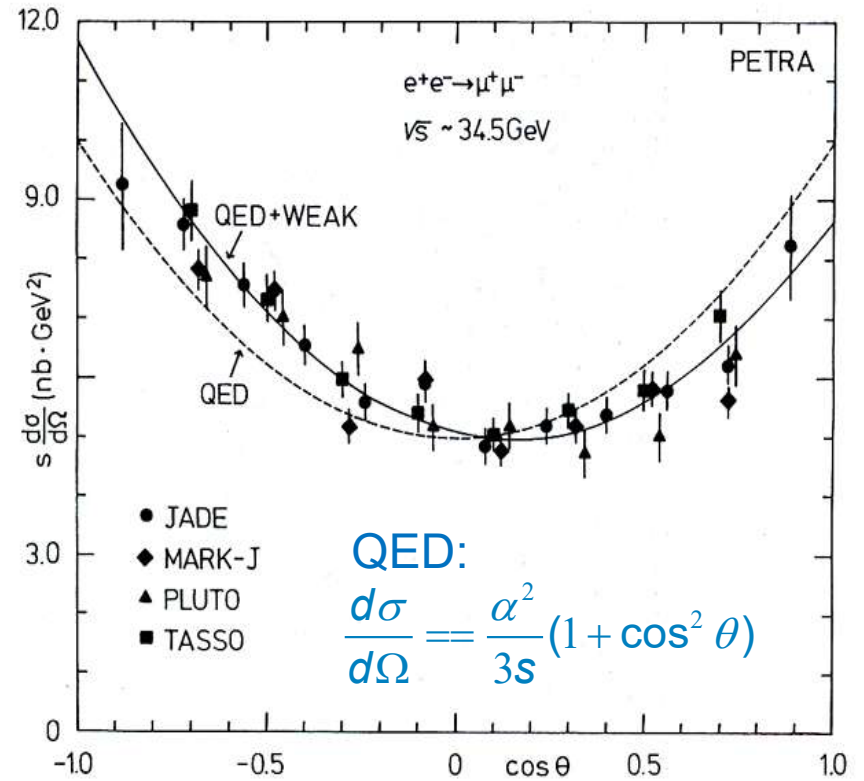 12.0
PETRA
e⁺e⁻→μ⁺μ⁻
√s ~ 34.5GeV
9.0
QED+WEAK
s dσ/dΩ (nb · GeV²)
QED
JADE
MARK-J
3.0
PLUTO
TASSO
QED:
dσ/dΩ == α²/3s (1 + cos² θ)
0
-1.0 -0.5 0 cosθ 0.5 1.0